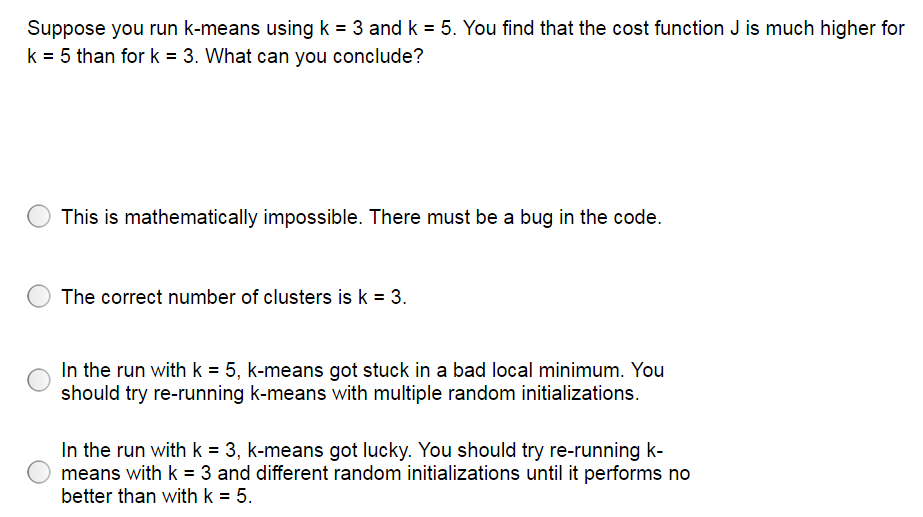 Suppose you run k-means using k = 3 and k = 5. You find that the cost function J is much higher for
k = 5 than for k = 3. What can you conclude?
This is mathematically impossible. There must be a bug in the code.
The correct number of clusters is k = 3.
In the run with k = 5, k-means got stuck in a bad local minimum. You
should try re-running k-means with multiple random initializations.
In the run with k = 3, k-means got lucky. You should try re-running k-
means with k = 3 and different random initializations until it performs no
better than with k = 5.